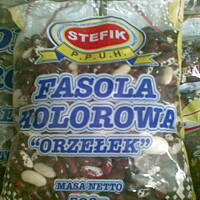 STEFIK
P.P.U.H.
FASOLA
KOLOROWA
"ORZEŁEK"
MASA NETTO